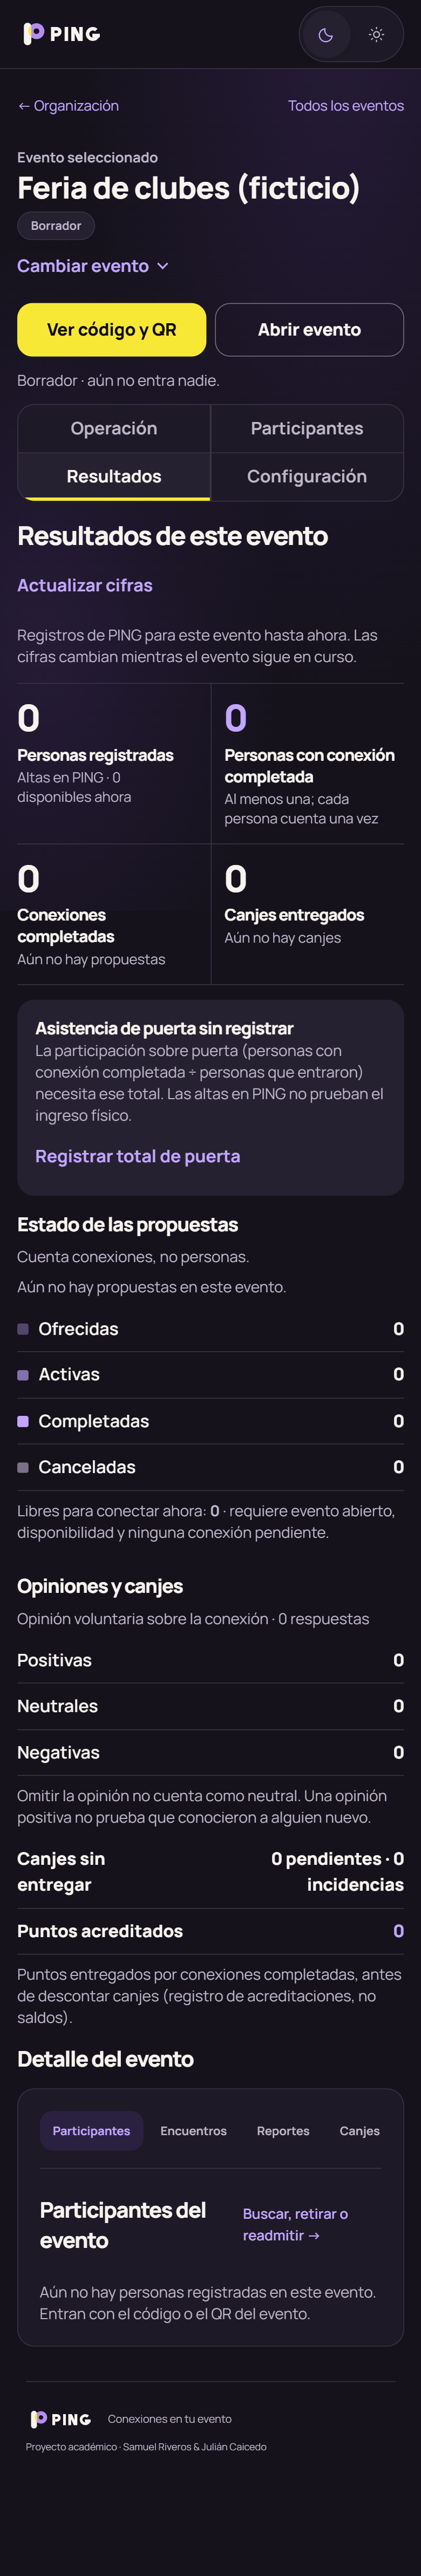 PING
← Organización
Todos los eventos
Evento seleccionado
Feria de clubes (ficticio)
Borrador
Cambiar evento
Ver código y QR
Abrir evento
Borrador · aún no entra nadie.
Operación
Participantes
Resultados
Configuración
Resultados de este evento
Actualizar cifras
Registros de PING para este evento hasta ahora. Las
cifras cambian mientras el evento sigue en curso.
0
Personas registradas
Altas en PING · 0
disponibles ahora
0
Personas con conexión
completada
Al menos una; cada
persona cuenta una vez
0
Conexiones
completadas
Aún no hay propuestas
0
Canjes entregados
Aún no hay canjes
Asistencia de puerta sin registrar
La participación sobre puerta (personas con
conexión completada ÷ personas que entraron)
necesita ese total. Las altas en PING no prueban el
ingreso físico.
Registrar total de puerta
Estado de las propuestas
Cuenta conexiones, no personas.
Aún no hay propuestas en este evento.
Ofrecidas 0
Activas 0
Completadas 0
Canceladas 0
Libres para conectar ahora: 0 · requiere evento abierto,
disponibilidad y ninguna conexión pendiente.
Opiniones y canjes
Opinión voluntaria sobre la conexión · 0 respuestas
Positivas 0
Neutrales 0
Negativas 0
Omitir la opinión no cuenta como neutral. Una opinión
positiva no prueba que conocieron a alguien nuevo.
Canjes sin
entregar
0 pendientes · 0
incidencias
Puntos acreditados 0
Puntos entregados por conexiones completadas, antes
de descontar canjes (registro de acreditaciones, no
saldos).
Detalle del evento
Participantes
Encuentros
Reportes
Canjes
Participantes del
evento
Buscar, retirar o
readmitir →
Aún no hay personas registradas en este evento.
Entran con el código o el QR del evento.
PING
Conexiones en tu evento
Proyecto académico · Samuel Riveros & Julián Caicedo